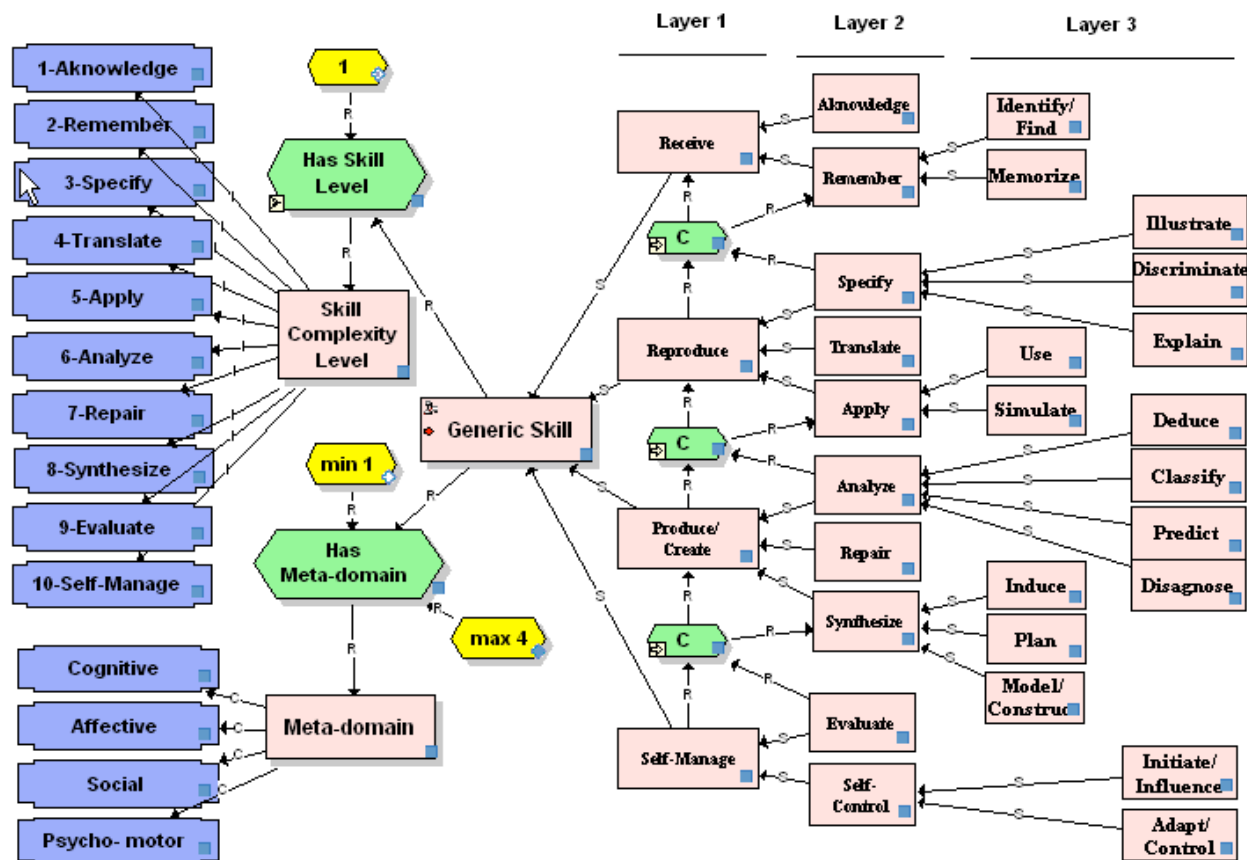 Layer 1
Layer 2
Layer 3
1-Aknowledge
2-Remember
3-Specify
4-Translate
5-Apply
6-Analyze
7-Repair
8-Synthesize
9-Evaluate
10-Self-Manage
1
R
Has Skill
Level
R
I
I
I
I
I
I
I
I
I
I
Skill
Complexity
Level
R
Generic Skill
min 1
R
R
Has
Meta-domain
R
max 4
R
Meta-domain
C
C
C
C
Cognitive
Affective
Social
Psycho- motor
S
S
S
S
Receive
R
C
R
Reproduce
R
C
R
Produce/
Create
R
C
R
Self-Manage
S
Aknowledge
S
Remember
R
R
S
Specify
S
Translate
S
Apply
R
R
S
Analyze
S
Repair
S
Synthesize
R
R
S
Evaluate
S
Self-
Control
S
Identify/
Find
S
Memorize
S
Illustrate
S
Discriminate
S
Explain
S
Use
S
Simulate
S
Deduce
S
Classify
S
Predict
S
Disagnose
S
Induce
S
Plan
S
Model/
Construc
S
Initiate/
Influence
S
Adapt/
Control